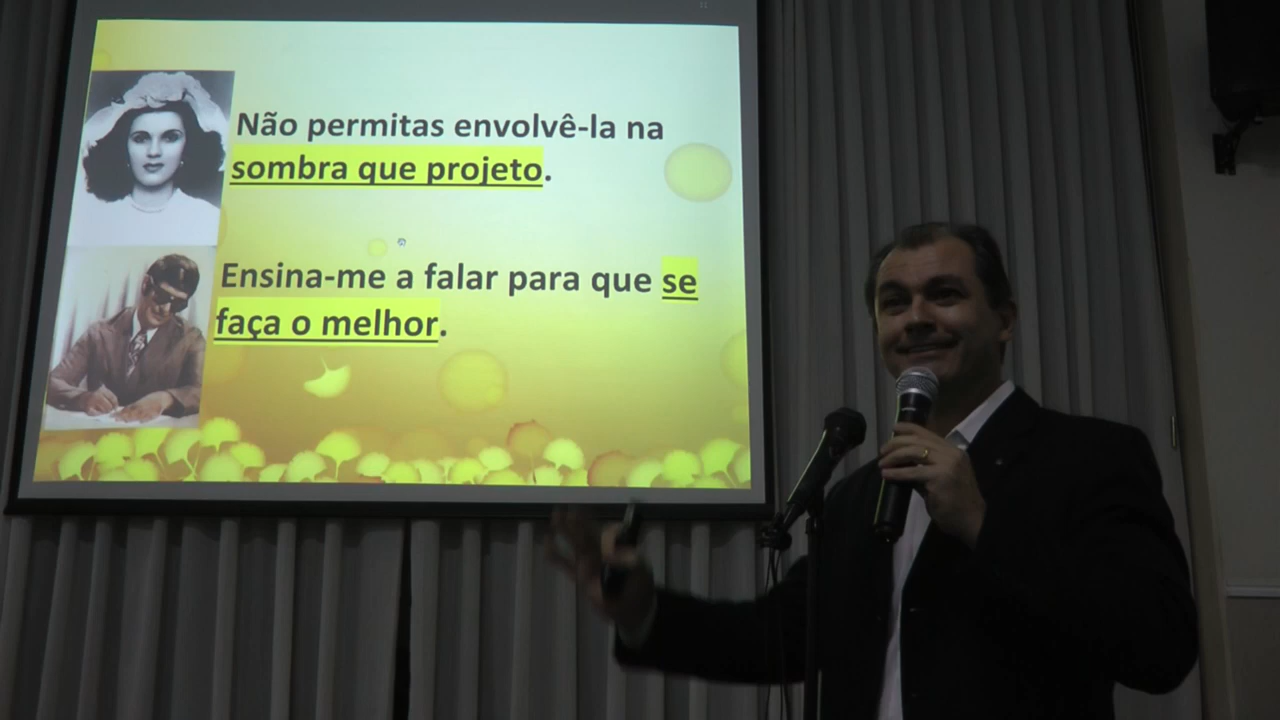 Não permitas envolvê-la na
sombra que projeto.
Ensina-me a falar para que se
faça o melhor.